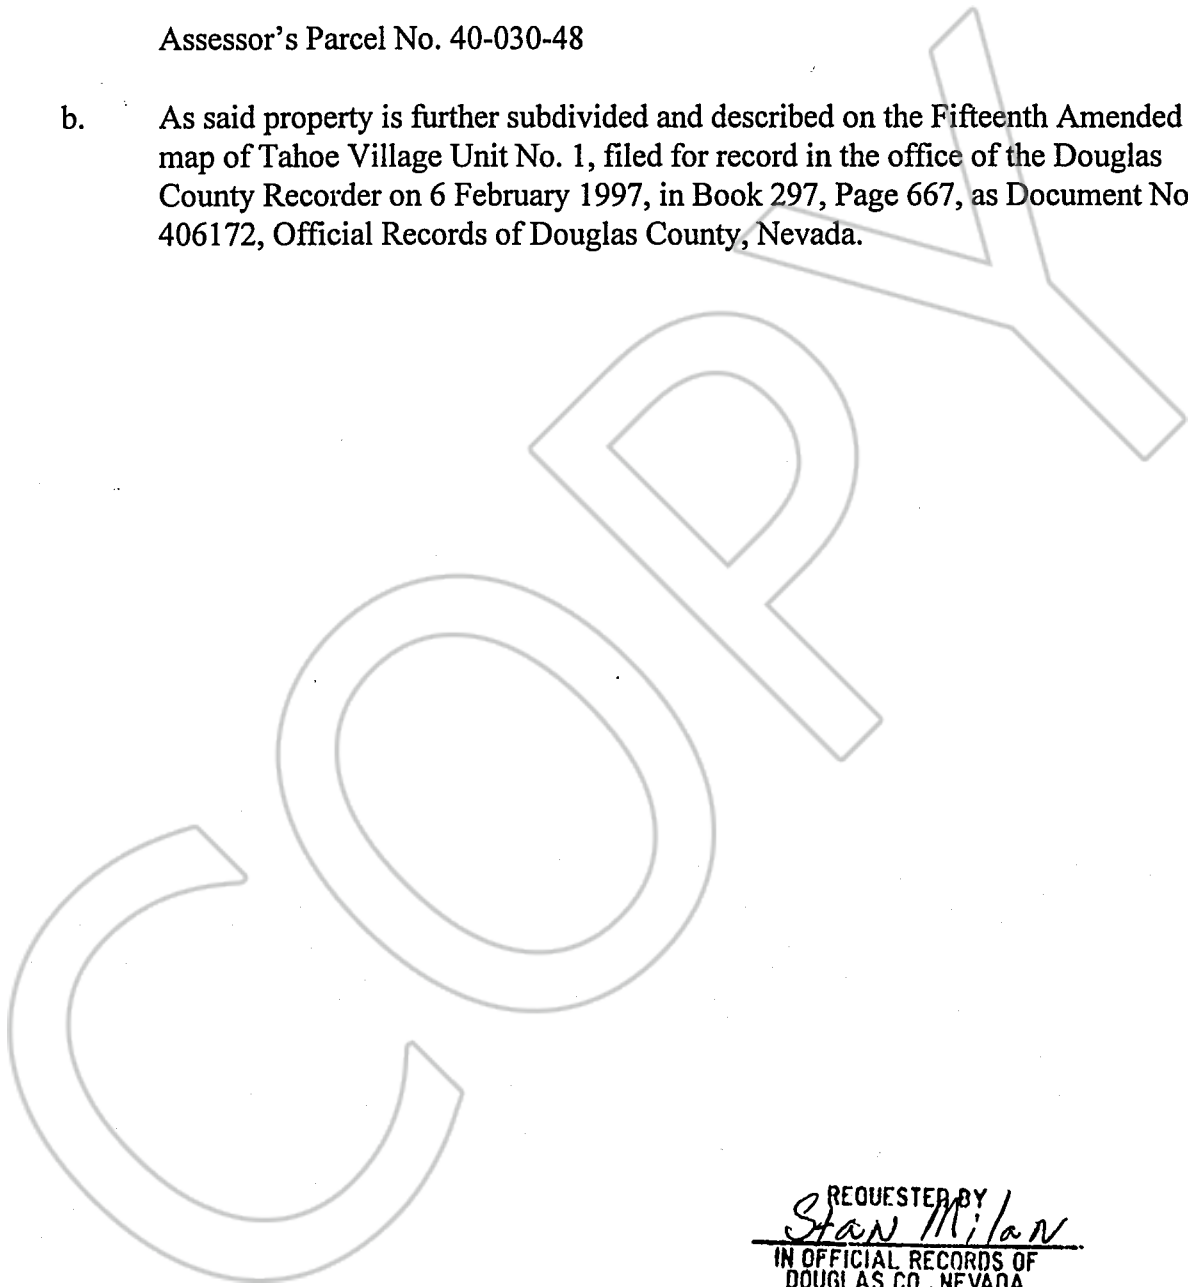 Assessor's Parcel No. 40-030-48
b. As said property is further subdivided and described on the Fifteenth Amended
map of Tahoe Village Unit No. 1, filed for record in the office of the Douglas
County Recorder on 6 February 1997, in Book 297, Page 667, as Document No
406172, Official Records of Douglas County, Nevada.
COPY
REQUESTED BY
Stan Milan
IN OFFICIAL RECORDS OF
DOUGLAS CO., NEVADA